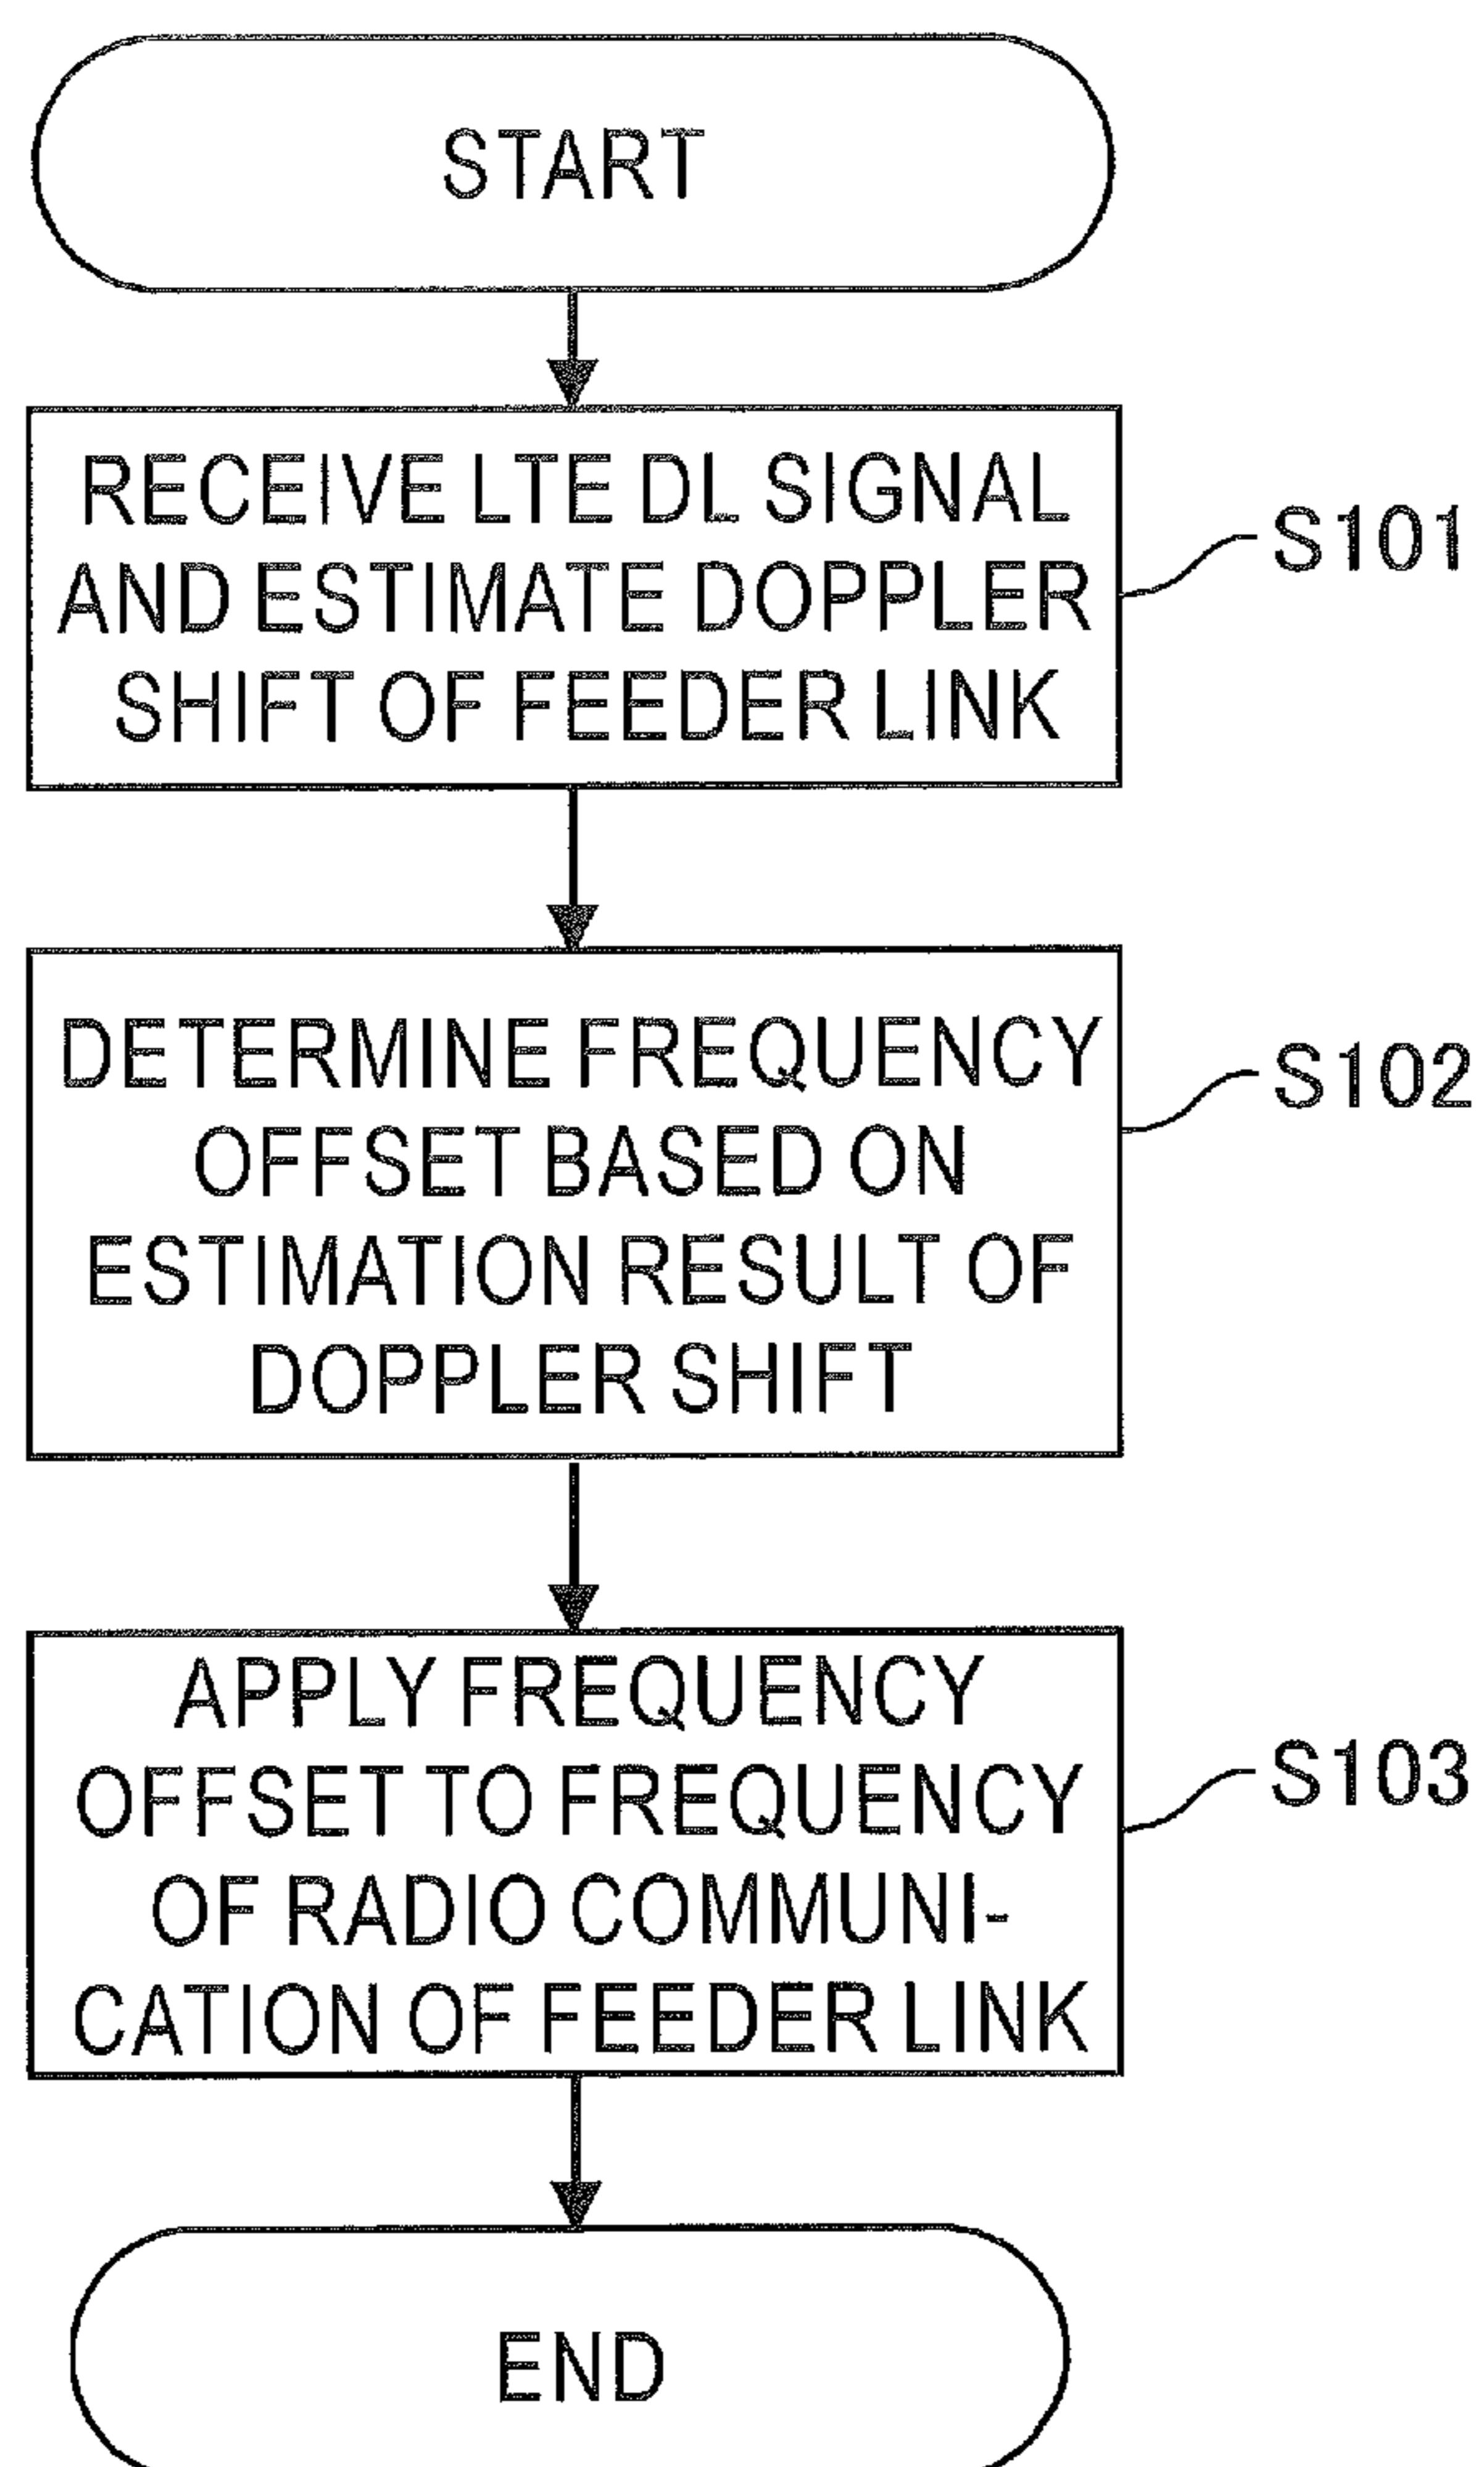 START
RECEIVE LTE DL SIGNAL
AND ESTIMATE DOPPLER
SHIFT OF FEEDER LINK
S101
DETERMINE FREQUENCY
OFFSET BASED ON
ESTIMATION RESULT OF
DOPPLER SHIFT
S102
APPLY FREQUENCY
OFFSET TO FREQUENCY
OF RADIO COMMUNI-
CATION OF FEEDER LINK
S103
END